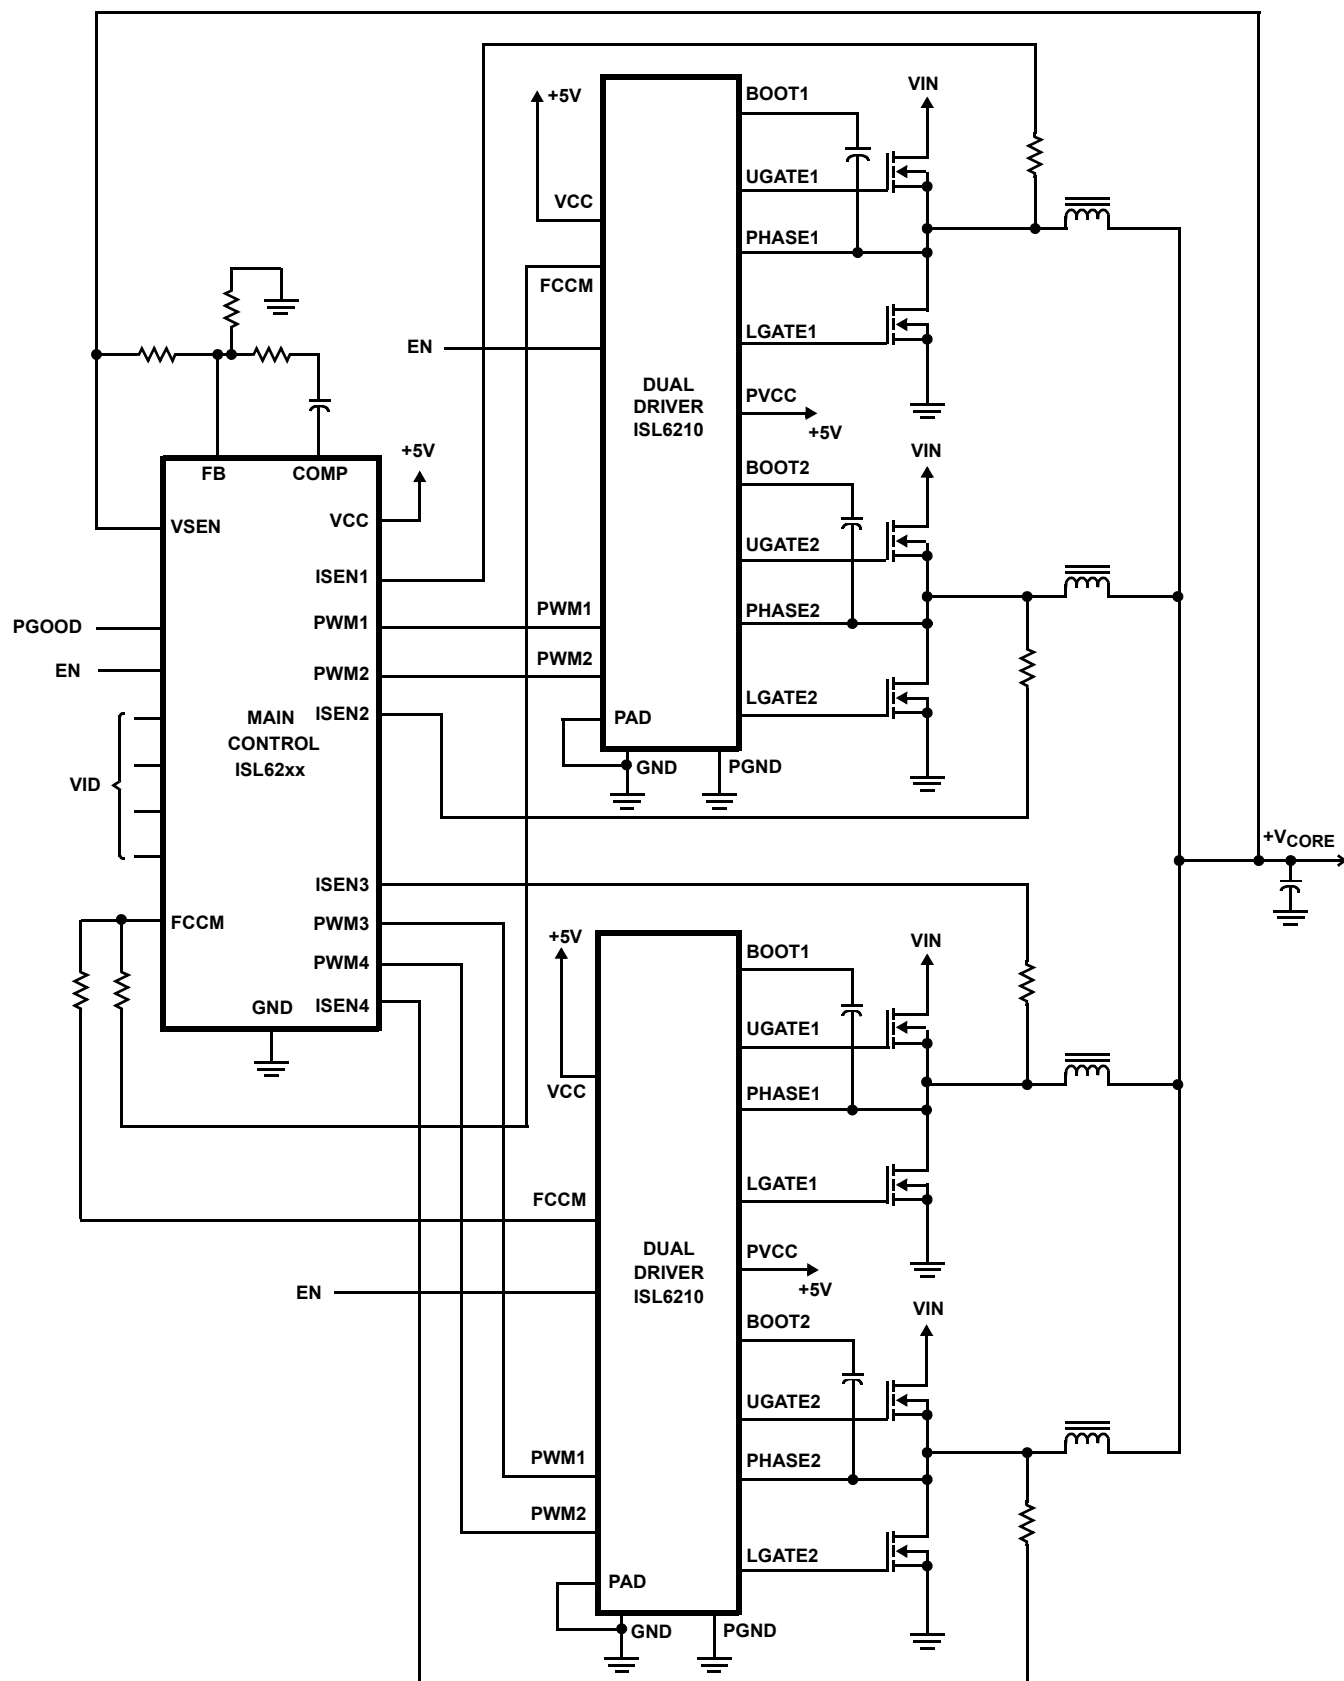 +5V
BOOT1
VIN
UGATE1
VCC
PHASE1
FCCM
LGATE1
EN
DUAL
DRIVER
ISL6210
PVCC
+5V
VIN
BOOT2
UGATE2
PWM1
PHASE2
PWM2
LGATE2
PAD
GND
PGND
FB
COMP
+5V
VSEN
VCC
ISEN1
PGOOD
PWM1
EN
PWM2
ISEN2
MAIN
CONTROL
ISL62xx
VID
ISEN3
FCCM
PWM3
PWM4
GND
ISEN4
+VCORE
+5V
BOOT1
VIN
UGATE1
VCC
PHASE1
FCCM
LGATE1
DUAL
DRIVER
ISL6210
PVCC
+5V
EN
VIN
BOOT2
UGATE2
PWM1
PHASE2
PWM2
LGATE2
PAD
GND
PGND